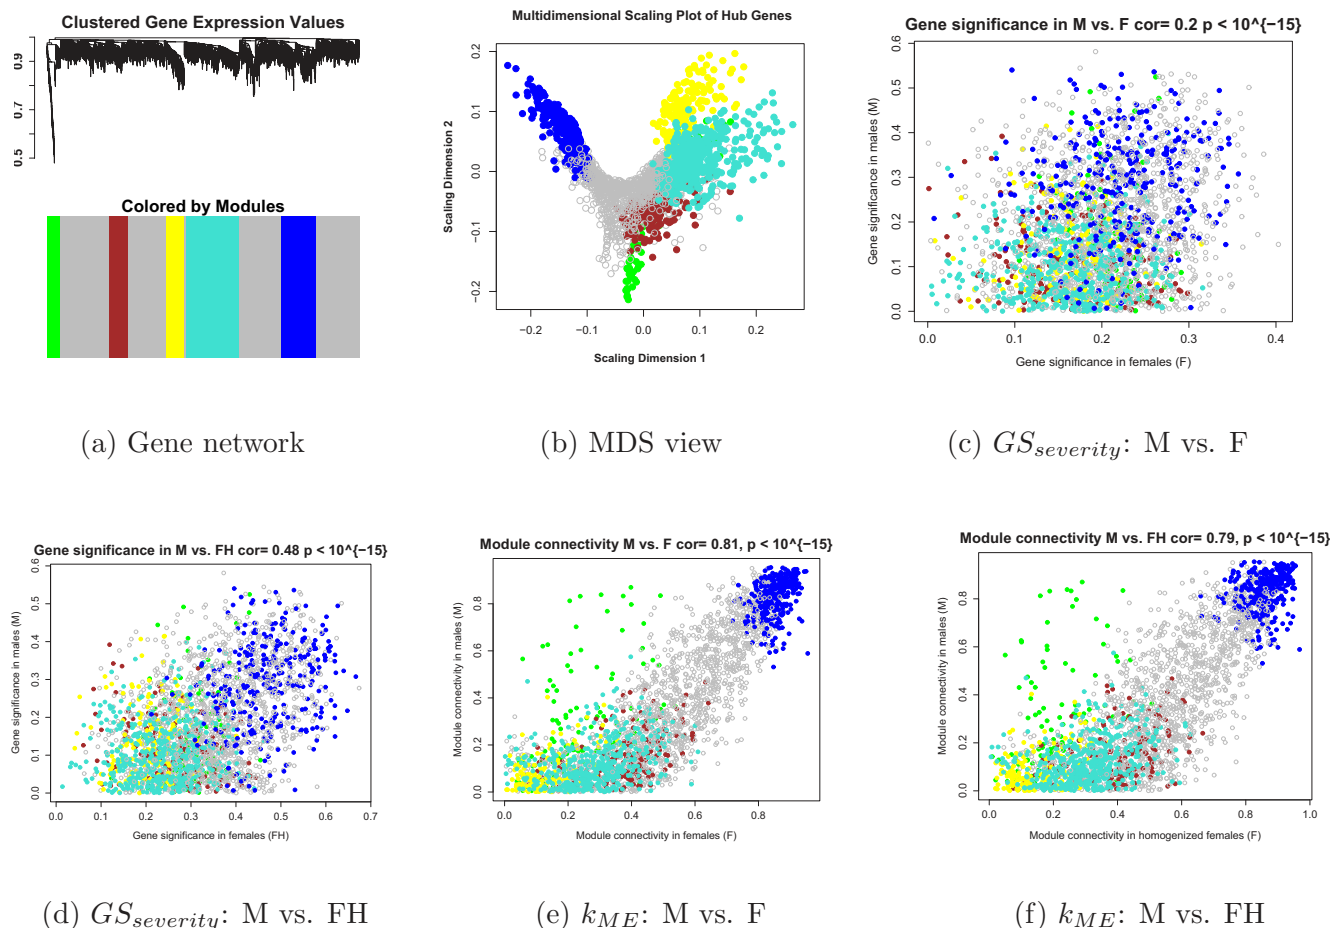 Clustered Gene Expression Values
0.9
0.7
0.5
Colored by Modules
(a) Gene network
Multidimensional Scaling Plot of Hub Genes
Scaling Dimension 2
0.2
0.1
0.0
−0.1
−0.2
−0.2 −0.1 0.0 0.1 0.2
Scaling Dimension 1
(b) MDS view
Gene significance in M vs. F cor= 0.2 p < 10^{−15}
Gene significance in males (M)
0.6
0.5
0.4
0.3
0.2
0.1
0.0
0.0 0.1 0.2 0.3 0.4
Gene significance in females (F)
(c) GSseverity: M vs. F
Gene significance in M vs. FH cor= 0.48 p < 10^{−15}
Gene significance in males (M)
0.6
0.5
0.4
0.3
0.2
0.1
0.0
0.0 0.1 0.2 0.3 0.4 0.5 0.6 0.7
Gene significance in females (FH)
(d) GSseverity: M vs. FH
Module connectivity M vs. F cor= 0.81, p < 10^{−15}
Module connectivity in males (M)
0.8
0.6
0.4
0.2
0.0
0.0 0.2 0.4 0.6 0.8
Module connectivity in females (F)
(e) kME: M vs. F
Module connectivity M vs. FH cor= 0.79, p < 10^{−15}
Module connectivity in males (M)
0.8
0.6
0.4
0.2
0.0
0.0 0.2 0.4 0.6 0.8 1.0
Module connectivity in homogenized females (F)
(f) kME: M vs. FH